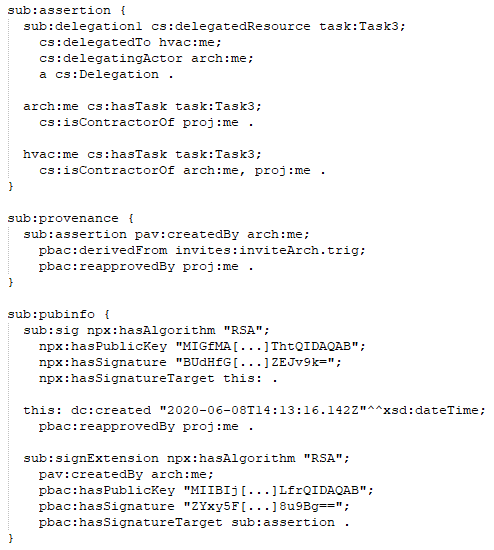 sub:assertion {
sub:delegation1 cs:delegatedResource task:Task3;
cs:delegatedTo hvac:me;
cs:delegatingActor arch:me;
a cs:Delegation .
arch:me cs:hasTask task:Task3;
cs:isContractorOf proj:me .
hvac:me cs:hasTask task:Task3;
cs:isContractorOf arch:me, proj:me .
}
sub:provenance {
sub:assertion pav:createdBy arch:me;
pbac:derivedFrom invites:inviteArch.trig;
pbac:reapprovedBy proj:me .
}
sub:pubinfo {
sub:sig npx:hasAlgorithm "RSA";
npx:hasPublicKey "MIGfMA[...]ThtQIDAQAB";
npx:hasSignature "BUdHfG[...]ZEJv9k=";
npx:hasSignatureTarget this: .
this: dc:created "2020-06-08T14:13:16.142Z"^^xsd:dateTime;
pbac:reapprovedBy proj:me .
sub:signExtension npx:hasAlgorithm "RSA";
pav:createdBy arch:me;
pbac:hasPublicKey "MIIBIj[...]LfrQIDAQAB";
pbac:hasSignature "ZYxy5F[...]8u9Bg==";
pbac:hasSignatureTarget sub:assertion .
}